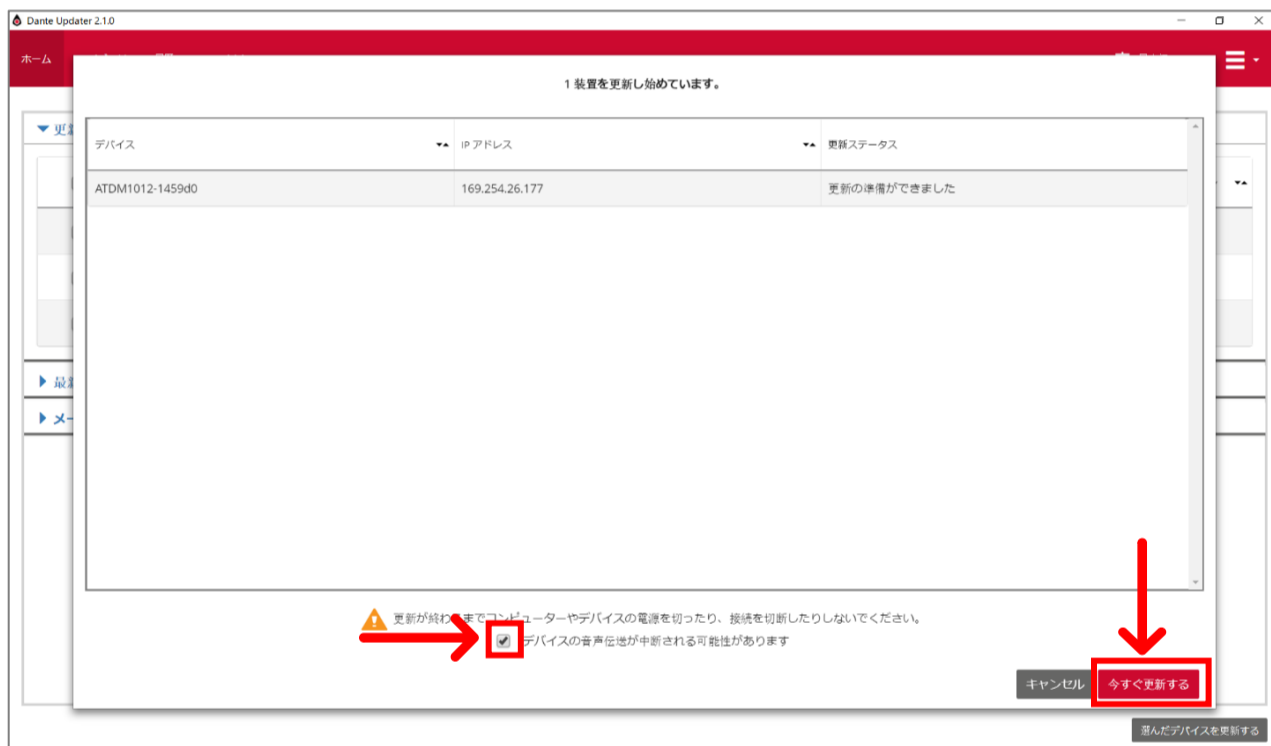 Dante Updater 2.1.0
ホーム
1 装置を更新し始めています。
▼更新
デバイス IP アドレス 更新ステータス
ATDM1012-1459d0 169.254.26.177 更新の準備ができました
最新
メー
更新が終わるまでコンピューターやデバイスの電源を切ったり、接続を切断したりしないでください。
デバイスの音声伝送が中断される可能性があります
キャンセル 今すぐ更新する
選んだデバイスを更新する